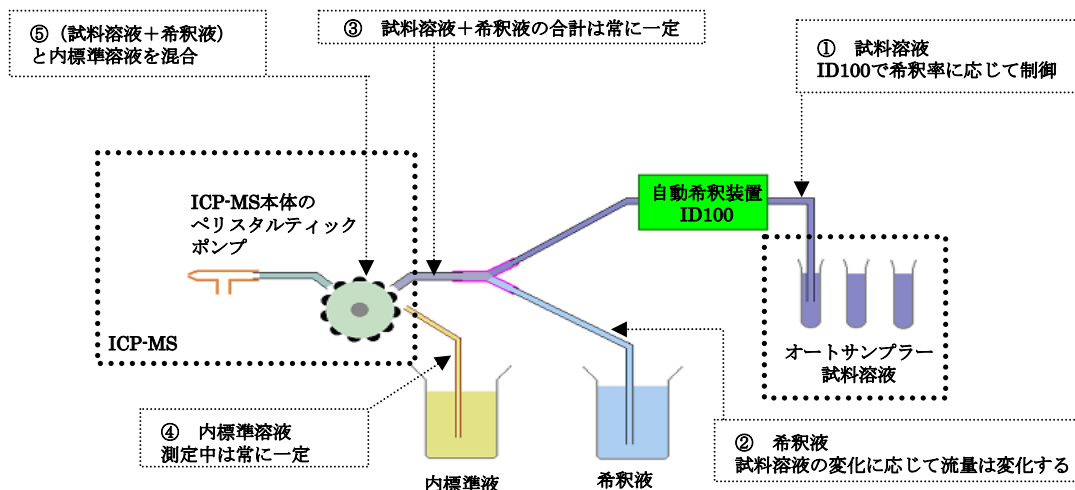 ⑤（試料溶液＋希釈液）
と内標準溶液を混合
③ 試料溶液＋希釈液の合計は常に一定
① 試料溶液
ID100で希釈率に応じて制御
自動希釈装置
ID100
ICP-MS本体の
ペリスタルティック
ポンプ
ICP-MS
オートサンプラー
試料溶液
④ 内標準溶液
測定中は常に一定
② 希釈液
試料溶液の変化に応じて流量は変化する
内標準液
希釈液